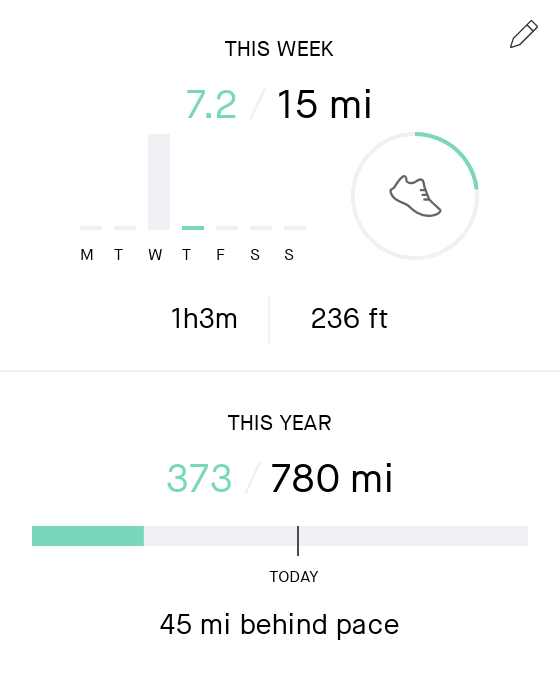 THIS WEEK
7.2 / 15 mi
M T W T F S S
1h3m 236 ft
THIS YEAR
373 / 780 mi
TODAY
45 mi behind pace